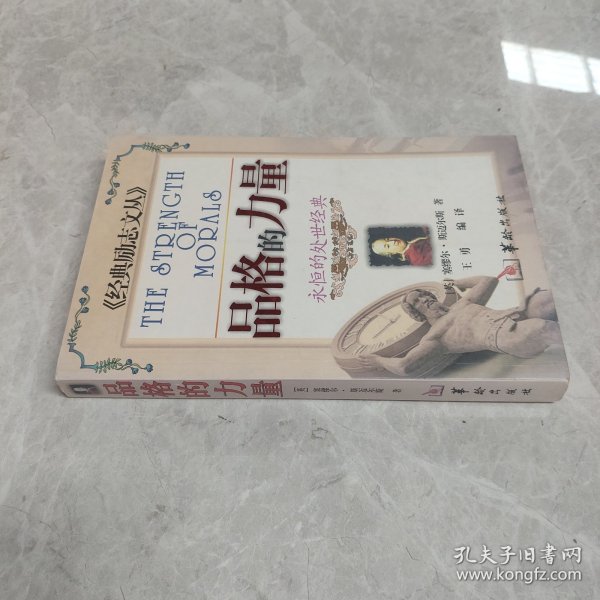 《经典励志文丛》
THE STRENGTH
OF
MORALS
品格的力量
永恒的处世经典
[英] 塞缪尔·斯迈尔斯 著
王勇 编译
华龄出版社
品格的力量
[英] 塞缪尔·斯迈尔斯 著
华龄出版社
孔夫子旧书网
www.kongfz.com